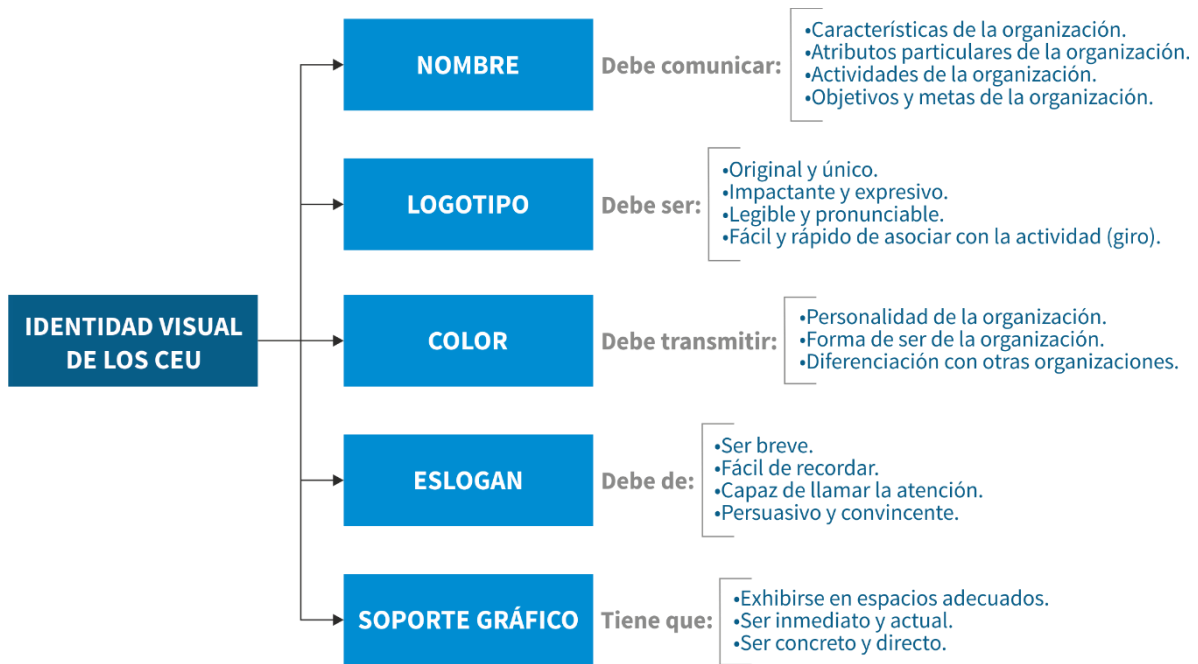 IDENTIDAD VISUAL
DE LOS CEU
NOMBRE
Debe comunicar:
•Características de la organización.
•Atributos particulares de la organización.
•Actividades de la organización.
•Objetivos y metas de la organización.
LOGOTIPO
Debe ser:
•Original y único.
•Impactante y expresivo.
•Legible y pronunciable.
•Fácil y rápido de asociar con la actividad (giro).
COLOR
Debe transmitir:
•Personalidad de la organización.
•Forma de ser de la organización.
•Diferenciación con otras organizaciones.
ESLOGAN
Debe de:
•Ser breve.
•Fácil de recordar.
•Capaz de llamar la atención.
•Persuasivo y convincente.
SOPORTE GRÁFICO
Tiene que:
•Exhibirse en espacios adecuados.
•Ser inmediato y actual.
•Ser concreto y directo.